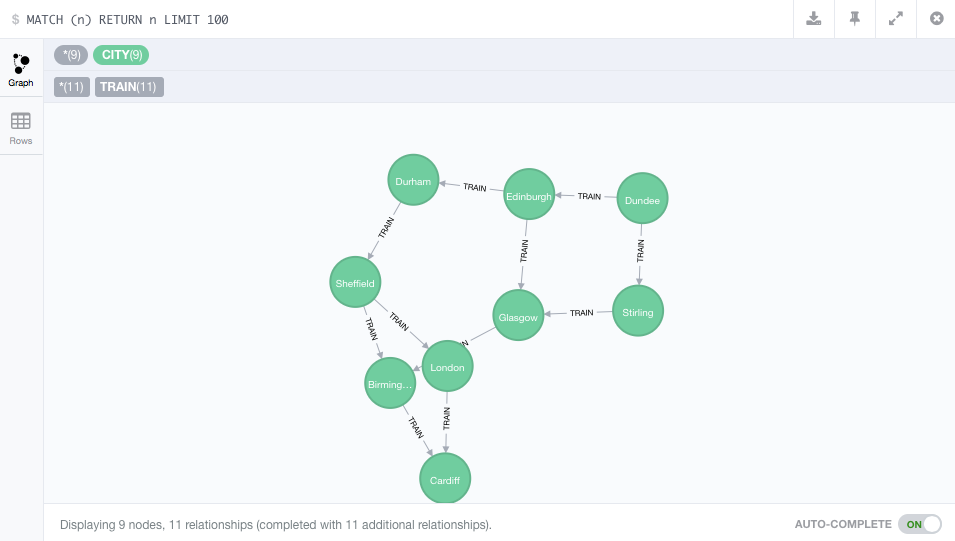 $ MATCH (n) RETURN n LIMIT 100
Graph
Rows
*(9) CITY(9)
*(11) TRAIN(11)
Durham
TRAIN
Edinburgh
TRAIN
Dundee
TRAIN
TRAIN
TRAIN
Sheffield
Glasgow
TRAIN
Stirling
TRAIN
TRAIN
London
Birming...
TRAIN
TRAIN
Cardiff
Displaying 9 nodes, 11 relationships (completed with 11 additional relationships).
AUTO-COMPLETE ON